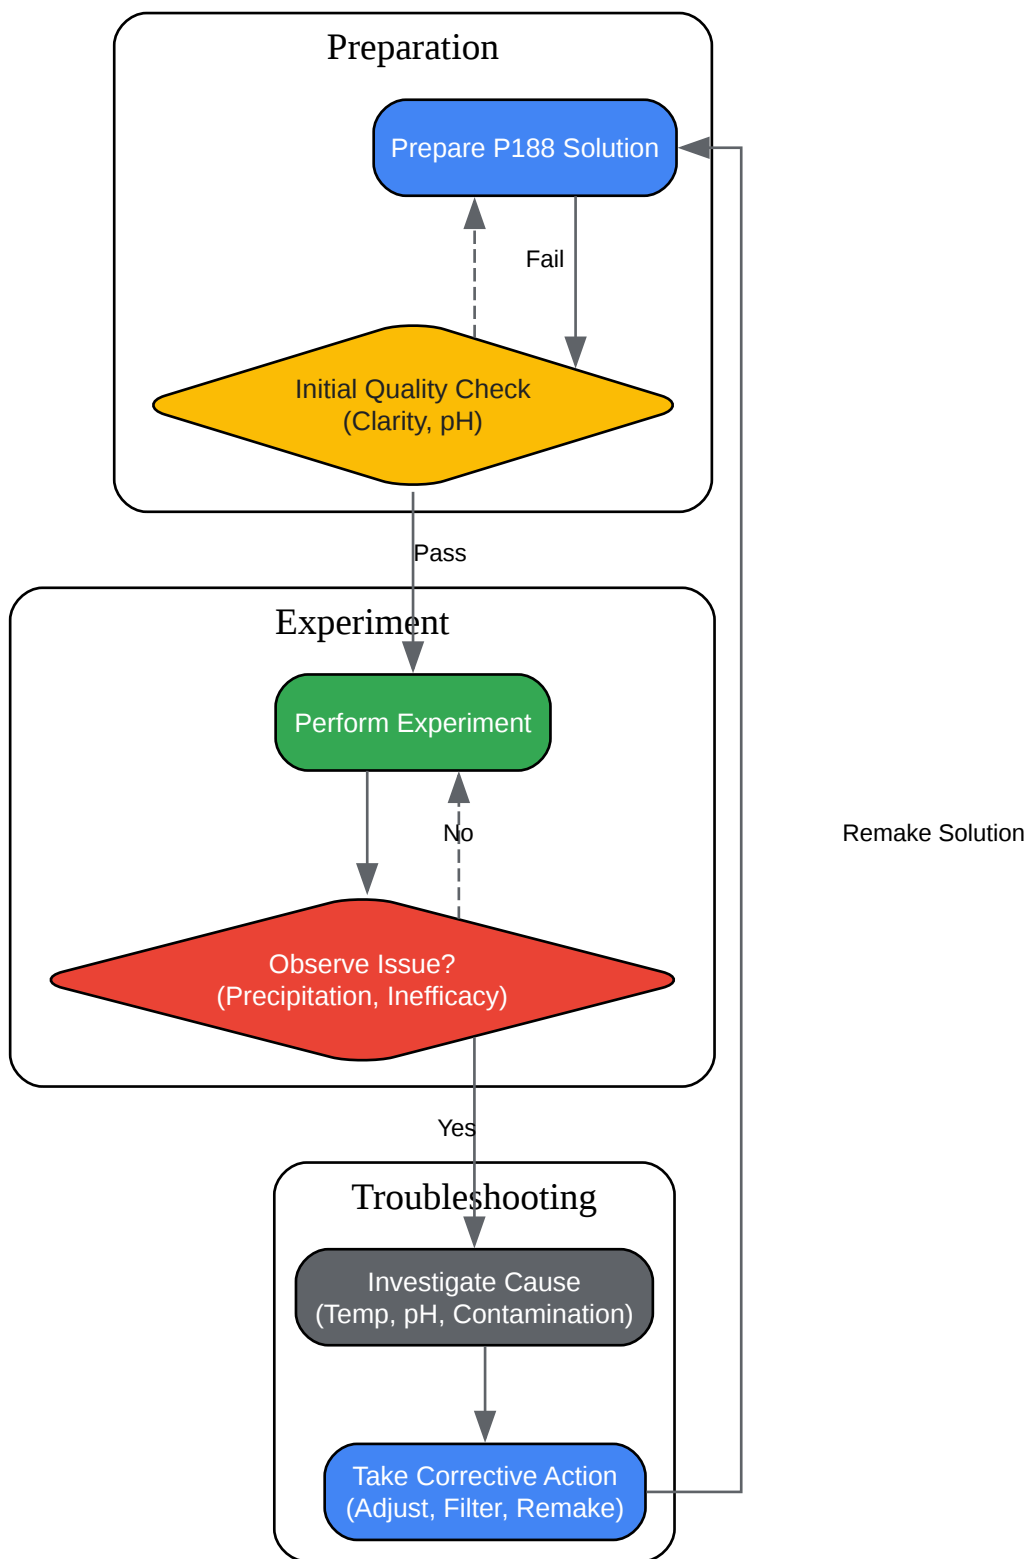 Preparation
Prepare P188 Solution
Fail
Initial Quality Check
(Clarity, pH)
Pass
Experiment
Perform Experiment
No
Remake Solution
Observe Issue?
(Precipitation, Inefficacy)
Yes
Troubleshooting
Investigate Cause
(Temp, pH, Contamination)
Take Corrective Action
(Adjust, Filter, Remake)